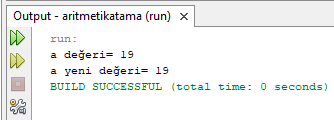 Output - aritmetikatama (run)
run:
a değeri= 19
a yeni değeri= 19
BUILD SUCCESSFUL (total time: 0 seconds)